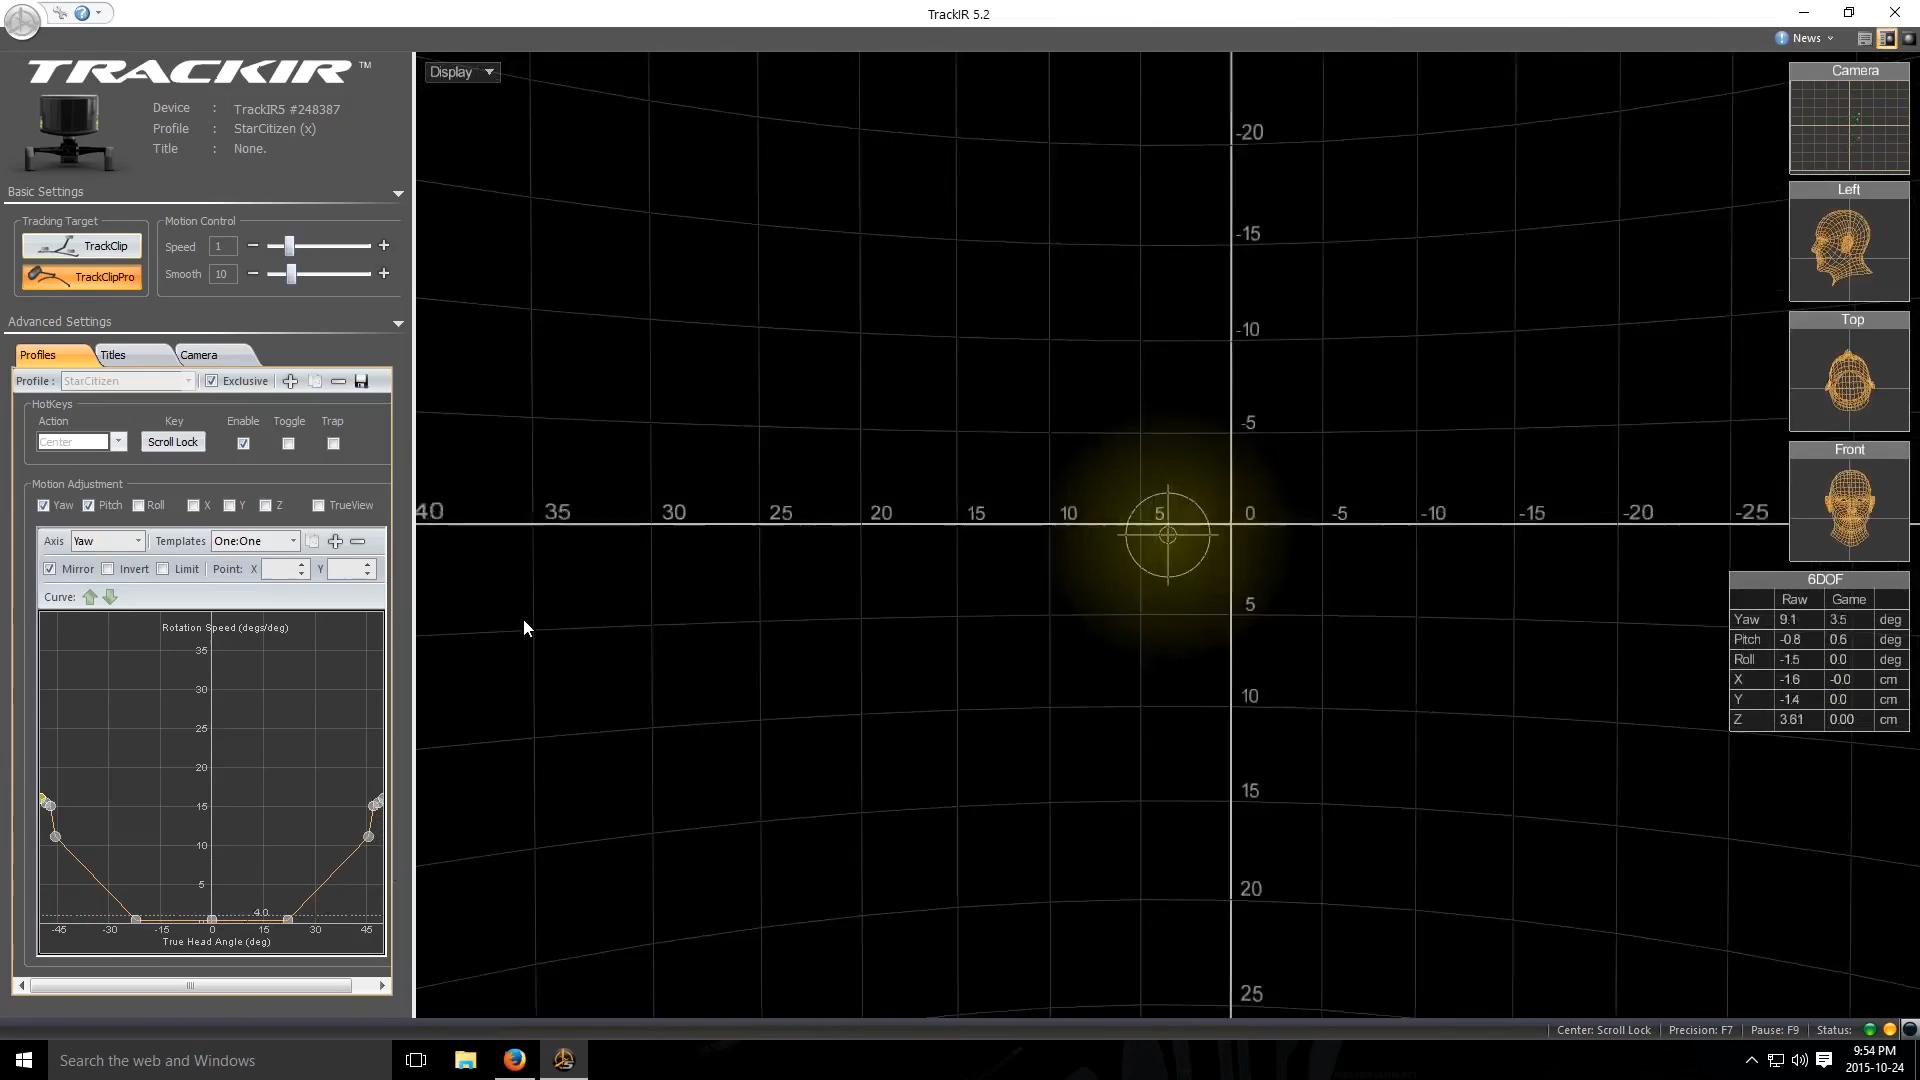 TrackIR 5.2
News
TRACKIR™
Device : TrackIR5 #248387
Profile : StarCitizen (x)
Title : None.
Basic Settings
Tracking Target
TrackClip
TrackClipPro
Motion Control
Speed 1 − +
Smooth 10 − +
Advanced Settings
Profiles Titles Camera
Profile : StarCitizen Exclusive
HotKeys
Action Key Enable Toggle Trap
Center Scroll Lock
Motion Adjustment
Yaw Pitch Roll X Y Z TrueView
Axis Yaw Templates One:One
Mirror Invert Limit Point: X Y
Curve:
Rotation Speed (degs/deg)
35
30
25
20
15
10
5
4.0
-45 -30 -15 0 15 30 45
True Head Angle (deg)
Display
-20
-15
-10
-5
40 35 30 25 20 15 10 5 0 -5 -10 -15 -20 -25
5
10
15
20
25
Camera
Left
Top
Front
6DOF
Raw Game
Yaw 9.1 3.5 deg
Pitch -0.8 0.6 deg
Roll -1.5 0.0 deg
X -1.6 -0.0 cm
Y -1.4 0.0 cm
Z 3.61 0.00 cm
Center: Scroll Lock Precision: F7 Pause: F9 Status:
Search the web and Windows
9:54 PM
2015-10-24